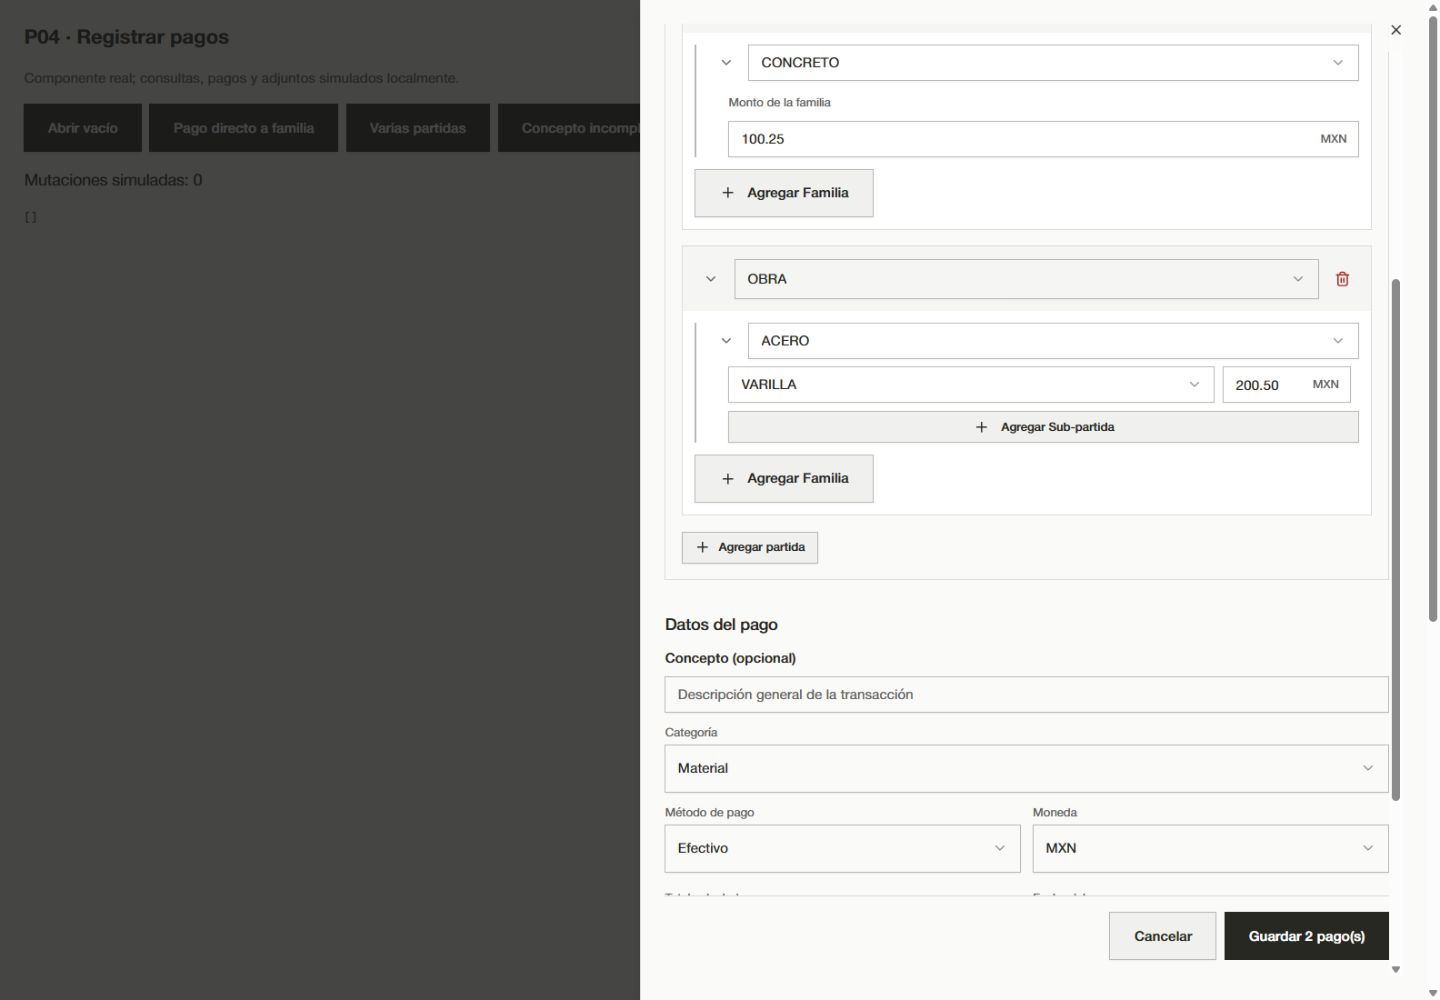 P04 · Registrar pagos
Componente real; consultas, pagos y adjuntos simulados localmente.
Abrir vacío
Pago directo a familia
Varias partidas
Concepto incompl
Mutaciones simuladas: 0
[]
CONCRETO
Monto de la familia
100.25 MXN
+ Agregar Familia
OBRA
ACERO
VARILLA
200.50 MXN
+ Agregar Sub-partida
+ Agregar Familia
+ Agregar partida
Datos del pago
Concepto (opcional)
Descripción general de la transacción
Categoría
Material
Método de pago
Moneda
Efectivo
MXN
Cancelar
Guardar 2 pago(s)